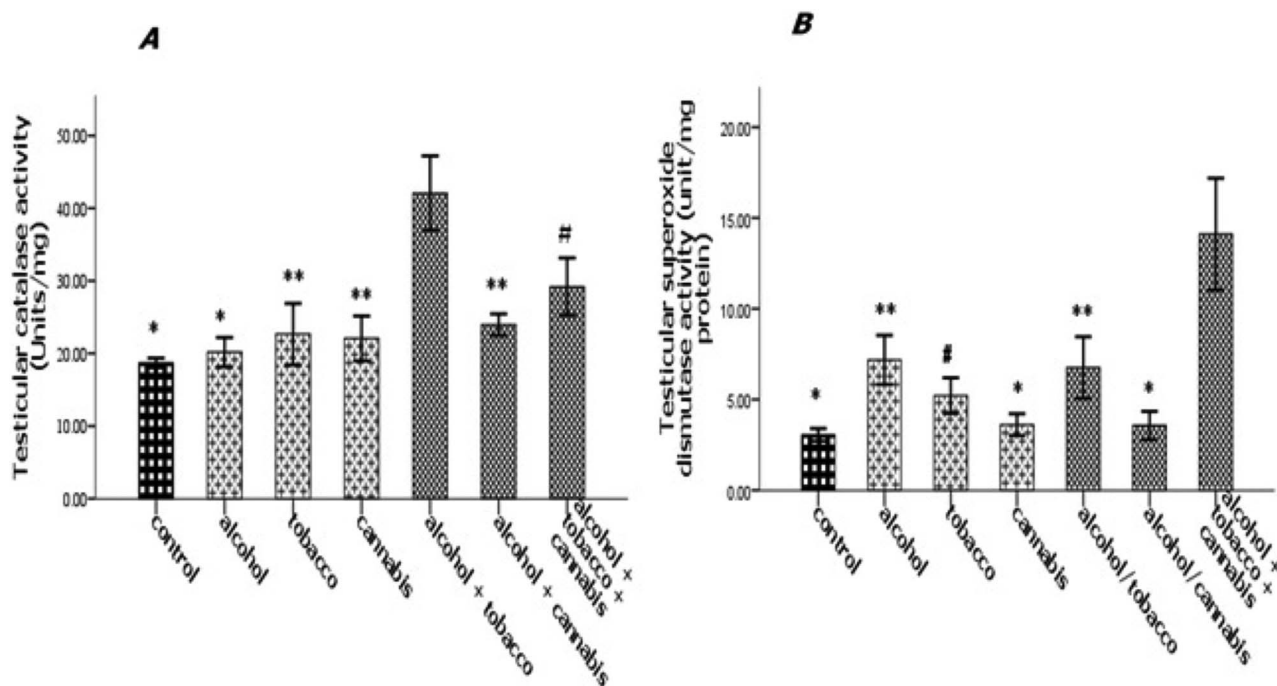 A
Testicular catalase activity
(Units/mg)
50.00
40.00
30.00
20.00
10.00
0.00
*
*
**
**
**
#
control
alcohol
tobacco
cannabis
alcohol + tobacco
alcohol + cannabis
alcohol +
tobacco +
cannabis
B
Testicular superoxide
dismutase activity (unit/mg
protein)
20.00
15.00
10.00
5.00
0.00
*
**
#
*
**
*
control
alcohol
tobacco
cannabis
alcohol/tobacco
alcohol/cannabis
alcohol +
tobacco +
cannabis